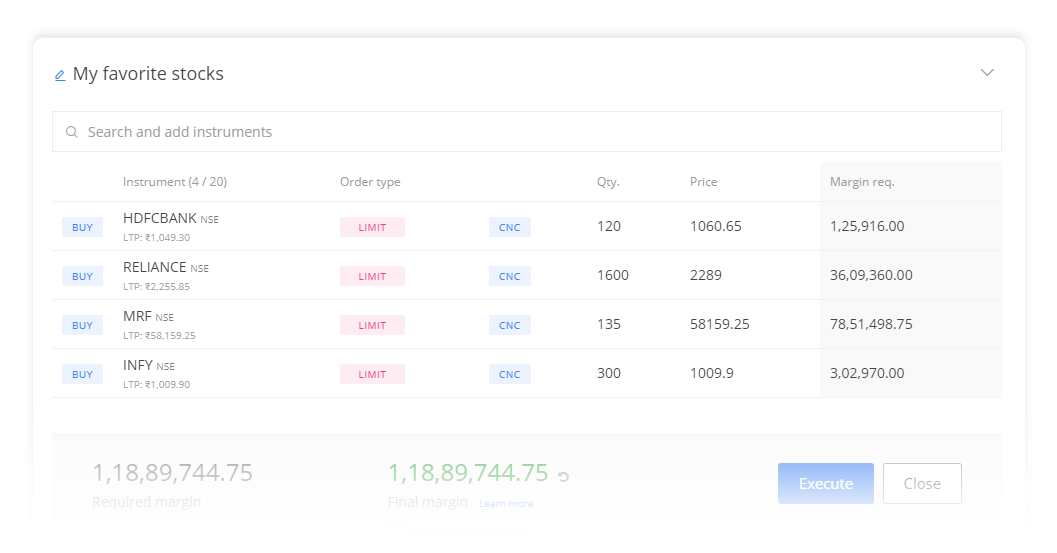 My favorite stocks
Search and add instruments
Instrument (4 / 20) Order type Qty. Price Margin req.
BUY HDFCBANK NSE LIMIT CNC 120 1060.65 1,25,916.00
LTP: ₹1,049.30
BUY RELIANCE NSE LIMIT CNC 1600 2289 36,09,360.00
LTP: ₹2,255.85
BUY MRF NSE LIMIT CNC 135 58159.25 78,51,498.75
LTP: ₹58,159.25
BUY INFY NSE LIMIT CNC 300 1009.9 3,02,970.00
LTP: ₹1,009.90
1,18,89,744.75 1,18,89,744.75 Execute Close
Required margin Final margin Learn more